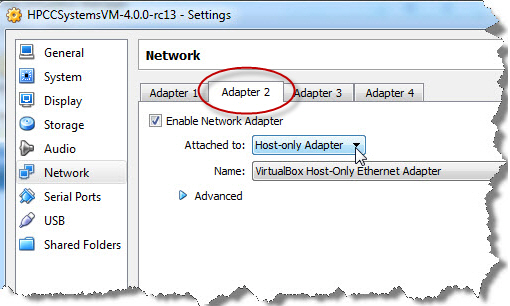 HPCCSystemsVM-4.0.0-rc13 - Settings
General
System
Display
Storage
Audio
Network
Serial Ports
USB
Shared Folders
Network
Adapter 1
Adapter 2
Adapter 3
Adapter 4
Enable Network Adapter
Attached to: Host-only Adapter
Name: VirtualBox Host-Only Ethernet Adapter
Advanced